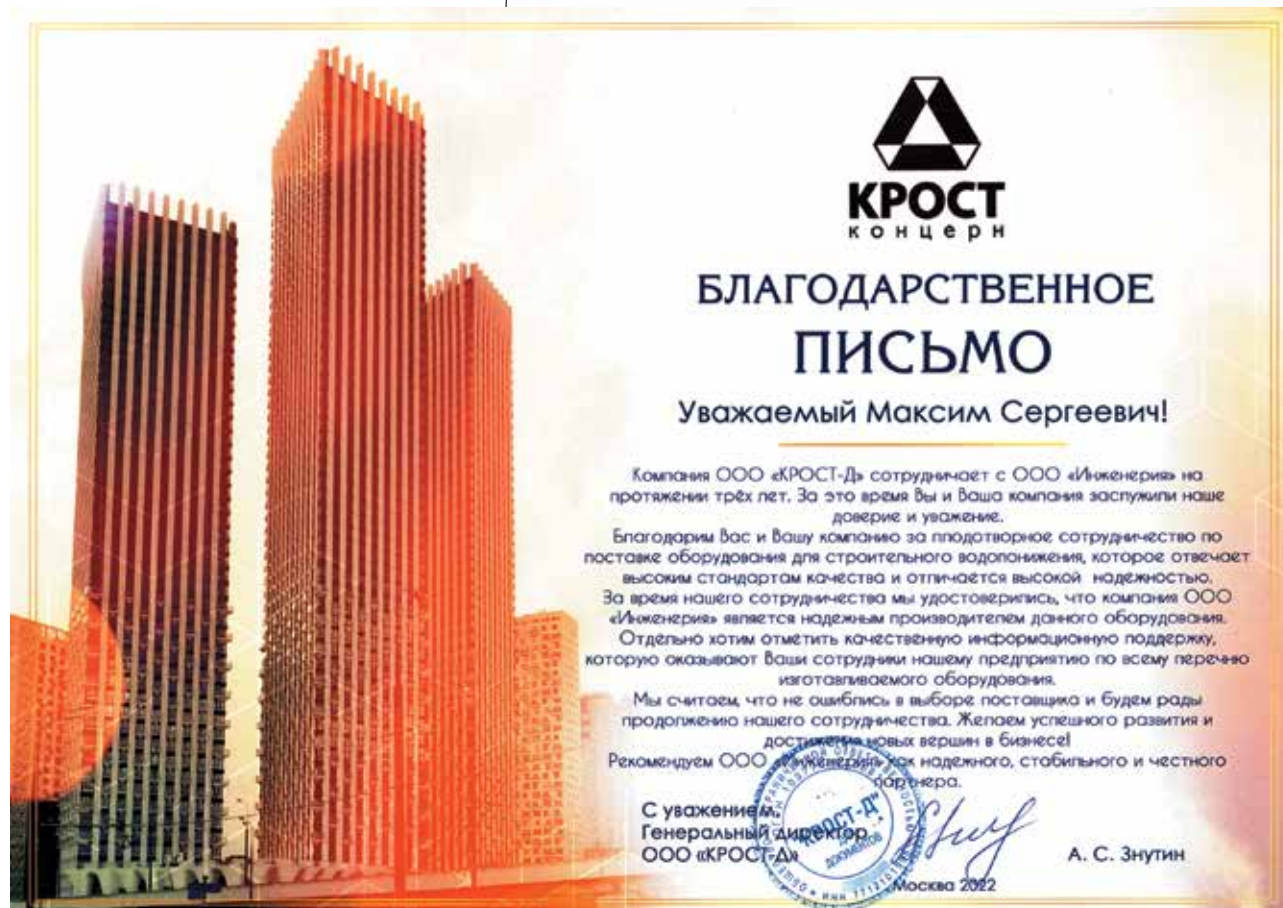 КРОСТ
концерн
БЛАГОДАРСТВЕННОЕ
ПИСЬМО
Уважаемый Максим Сергеевич!
Компания ООО «КРОСТ-Д» сотрудничает с ООО «Инженерия» на
протяжении трёх лет. За это время Вы и Ваша компания заслужили наше
доверие и уважение.
Благодарим Вас и Вашу компанию за плодотворное сотрудничество по
поставке оборудования для строительного водопонижения, которое отвечает
высоким стандартам качества и отличается высокой надежностью.
За время нашего сотрудничества мы удостоверились, что компания ООО
«Инженерия» является надежным производителем данного оборудования.
Отдельно хотим отметить качественную информационную поддержку,
которую оказывают Ваши сотрудники нашему предприятию по всему перечню
изготавливаемого оборудования.
Мы считаем, что не ошиблись в выборе поставщика и будем рады
продолжению нашего сотрудничества. Желаем успешного развития и
достижения новых вершин в бизнесе!
Рекомендуем ООО «Инженерия» как надежного, стабильного и честного
партнера.
С уважением,
Генеральный директор
ООО «КРОСТ-Д»
А. С. Знутин
"КРОСТ-Д"
ДЛЯ
ДОКУМЕНТОВ
Москва 2022